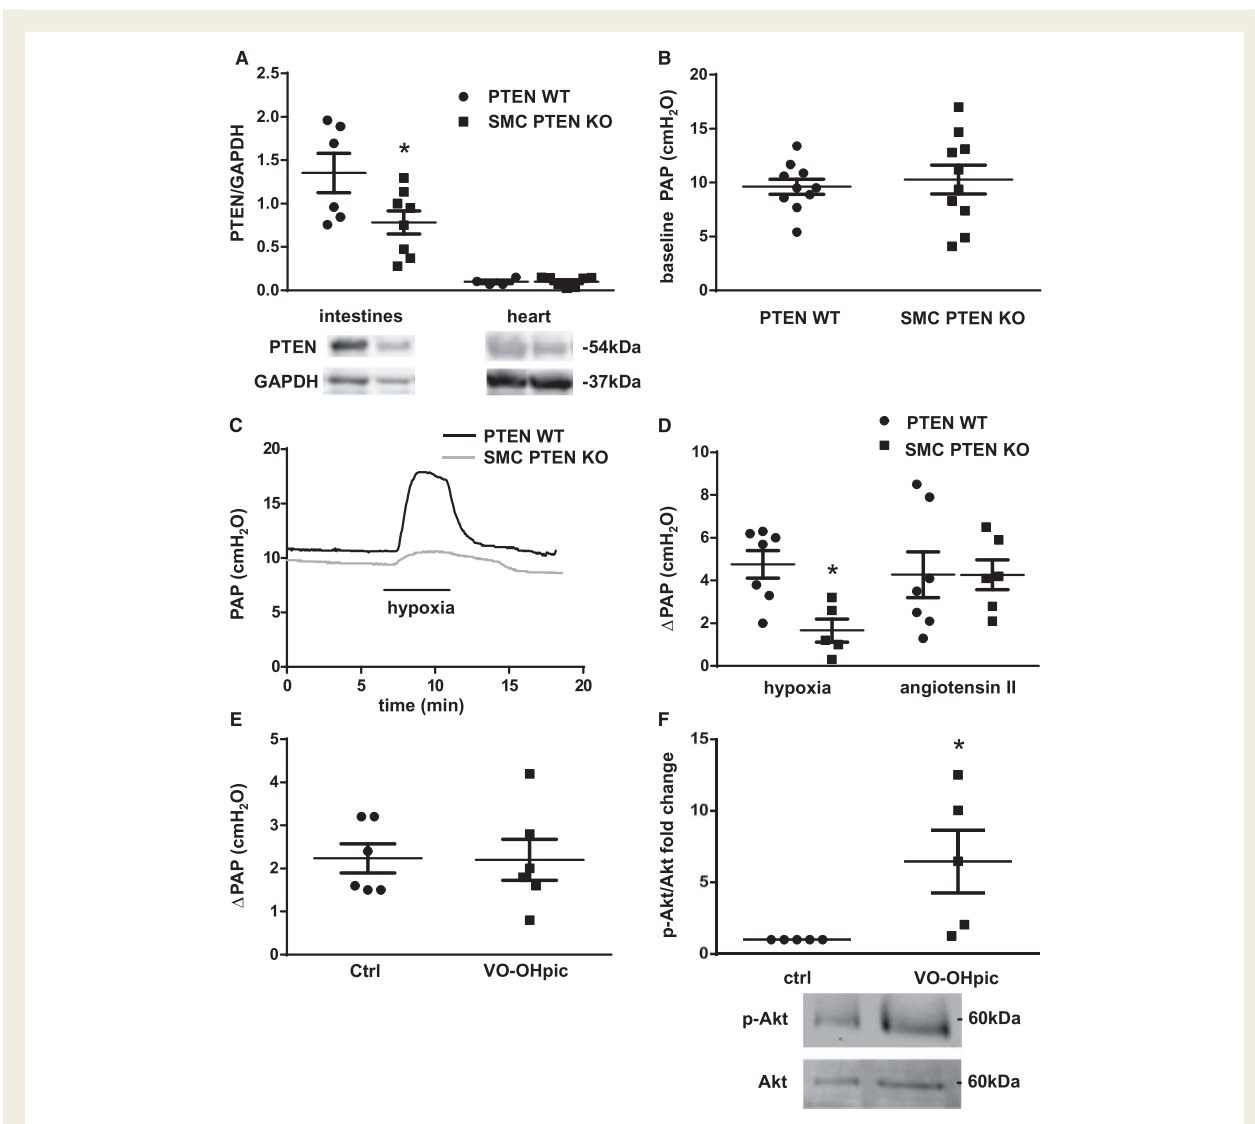 A
2.5
2.0
1.5
1.0
0.5
0.0
PTEN/GAPDH
PTEN WT
SMC PTEN KO
*
intestines
heart
PTEN
-54kDa
GAPDH
-37kDa
B
20
15
10
5
0
baseline PAP (cmH2O)
PTEN WT
SMC PTEN KO
C
20
15
10
5
0
PAP (cmH2O)
PTEN WT
SMC PTEN KO
hypoxia
0 5 10 15 20
time (min)
D
PTEN WT
SMC PTEN KO
10
8
6
4
2
0
ΔPAP (cmH2O)
*
hypoxia
angiotensin II
E
5
4
3
2
1
0
ΔPAP (cmH2O)
Ctrl
VO-OHpic
F
15
10
5
0
p-Akt/Akt fold change
*
ctrl
VO-OHpic
p-Akt
- 60kDa
Akt
- 60kDa